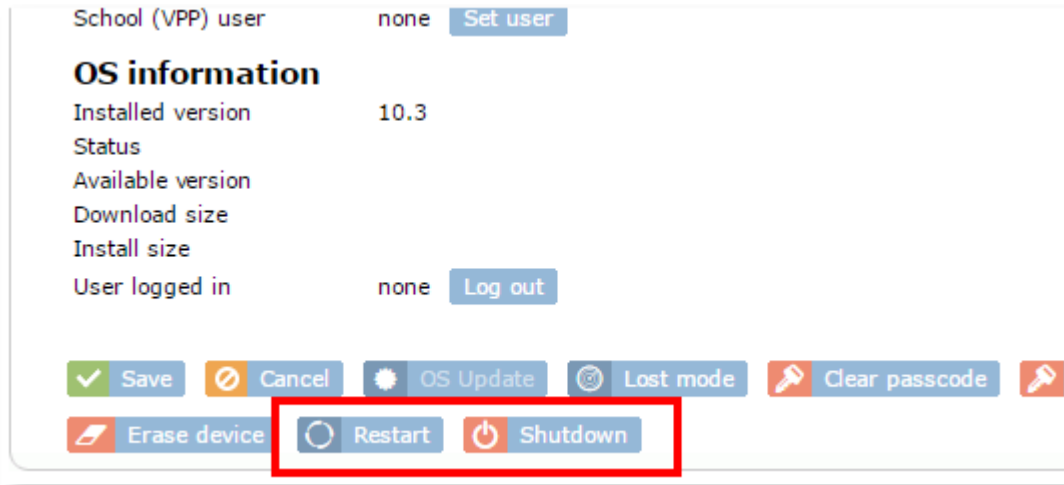 School (VPP) user none Set user
OS information
Installed version 10.3
Status
Available version
Download size
Install size
User logged in none Log out
Save Cancel OS Update Lost mode Clear passcode
Erase device Restart Shutdown